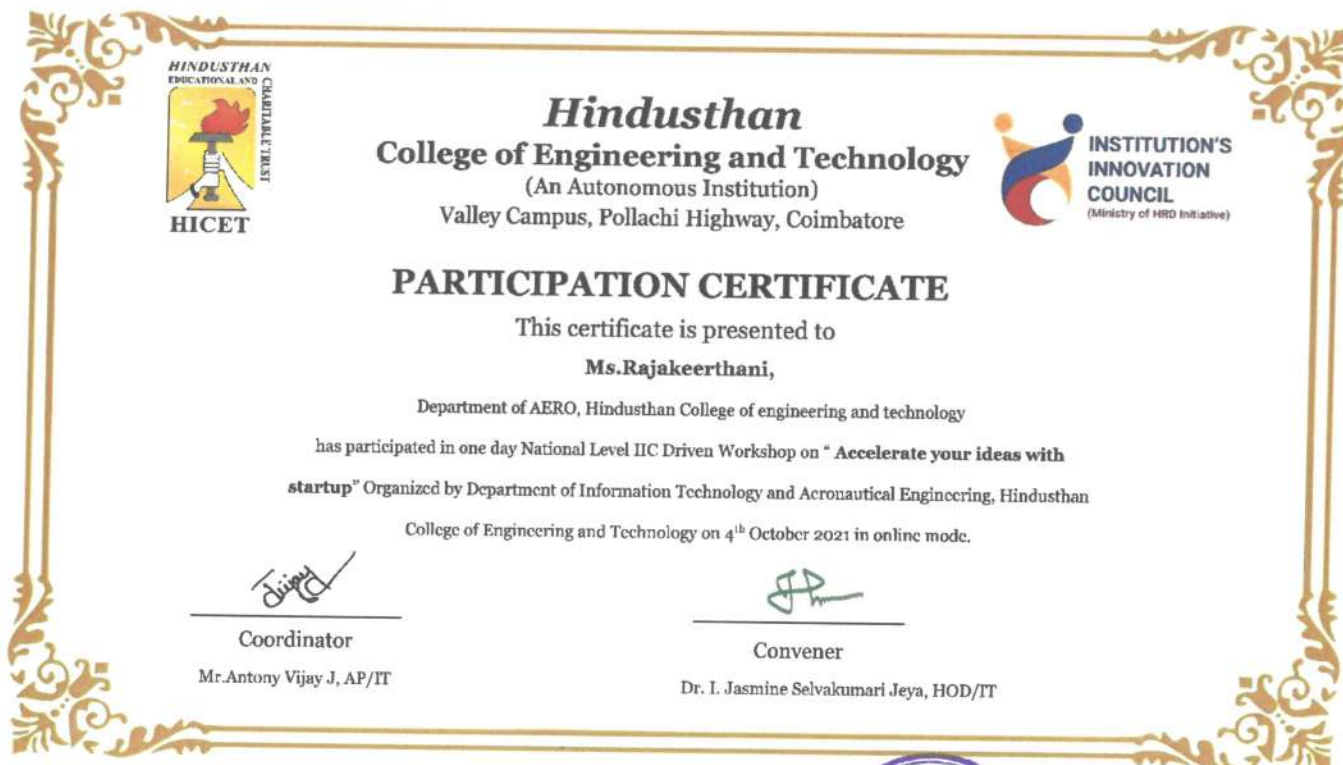 HINDUSTHAN
EDUCATIONAL AND
CHARITABLE TRUST
HICET
Hindusthan
College of Engineering and Technology
(An Autonomous Institution)
Valley Campus, Pollachi Highway, Coimbatore
INSTITUTION'S
INNOVATION
COUNCIL
(Ministry of HRD Initiative)
PARTICIPATION CERTIFICATE
This certificate is presented to
Ms.Rajakeerthani,
Department of AERO, Hindusthan College of engineering and technology
has participated in one day National Level IIC Driven Workshop on “ Accelerate your ideas with
startup” Organized by Department of Information Technology and Aeronautical Engineering, Hindusthan
College of Engineering and Technology on 4th October 2021 in online mode.
Coordinator
Mr.Antony Vijay J, AP/IT
Convener
Dr. I. Jasmine Selvakumari Jeya, HOD/IT